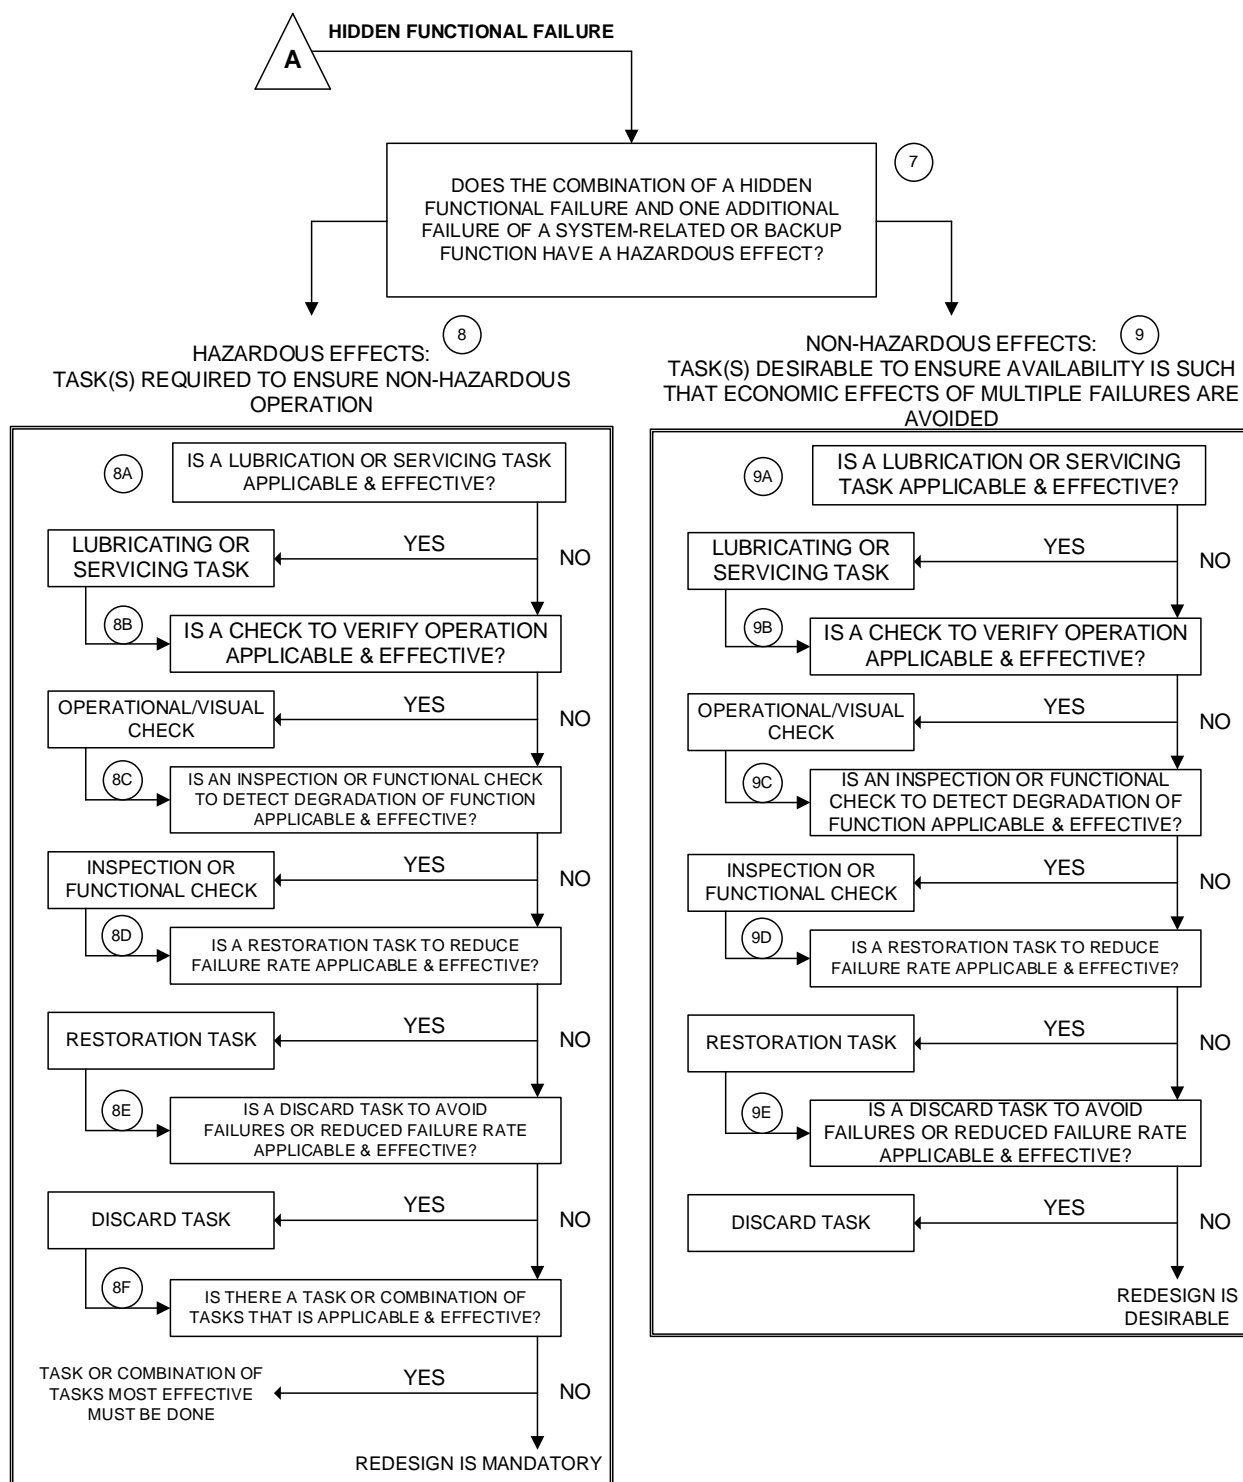 A
HIDDEN FUNCTIONAL FAILURE
7
DOES THE COMBINATION OF A HIDDEN
FUNCTIONAL FAILURE AND ONE ADDITIONAL
FAILURE OF A SYSTEM-RELATED OR BACKUP
FUNCTION HAVE A HAZARDOUS EFFECT?
8
HAZARDOUS EFFECTS:
TASK(S) REQUIRED TO ENSURE NON-HAZARDOUS
OPERATION
8A
IS A LUBRICATION OR SERVICING TASK
APPLICABLE & EFFECTIVE?
YES
NO
LUBRICATING OR
SERVICING TASK
8B
IS A CHECK TO VERIFY OPERATION
APPLICABLE & EFFECTIVE?
YES
NO
OPERATIONAL/VISUAL
CHECK
8C
IS AN INSPECTION OR FUNCTIONAL CHECK
TO DETECT DEGRADATION OF FUNCTION
APPLICABLE & EFFECTIVE?
YES
NO
INSPECTION OR
FUNCTIONAL CHECK
8D
IS A RESTORATION TASK TO REDUCE
FAILURE RATE APPLICABLE & EFFECTIVE?
YES
NO
RESTORATION TASK
8E
IS A DISCARD TASK TO AVOID
FAILURES OR REDUCED FAILURE RATE
APPLICABLE & EFFECTIVE?
YES
NO
DISCARD TASK
8F
IS THERE A TASK OR COMBINATION OF
TASKS THAT IS APPLICABLE & EFFECTIVE?
YES
NO
TASK OR COMBINATION OF
TASKS MOST EFFECTIVE
MUST BE DONE
REDESIGN IS MANDATORY
9
NON-HAZARDOUS EFFECTS:
TASK(S) DESIRABLE TO ENSURE AVAILABILITY IS SUCH
THAT ECONOMIC EFFECTS OF MULTIPLE FAILURES ARE
AVOIDED
9A
IS A LUBRICATION OR SERVICING
TASK APPLICABLE & EFFECTIVE?
YES
NO
LUBRICATING OR
SERVICING TASK
9B
IS A CHECK TO VERIFY OPERATION
APPLICABLE & EFFECTIVE?
YES
NO
OPERATIONAL/VISUAL
CHECK
9C
IS AN INSPECTION OR FUNCTIONAL
CHECK TO DETECT DEGRADATION OF
FUNCTION APPLICABLE & EFFECTIVE?
YES
NO
INSPECTION OR
FUNCTIONAL CHECK
9D
IS A RESTORATION TASK TO REDUCE
FAILURE RATE APPLICABLE & EFFECTIVE?
YES
NO
RESTORATION TASK
9E
IS A DISCARD TASK TO AVOID
FAILURES OR REDUCED FAILURE RATE
APPLICABLE & EFFECTIVE?
YES
NO
DISCARD TASK
REDESIGN IS
DESIRABLE